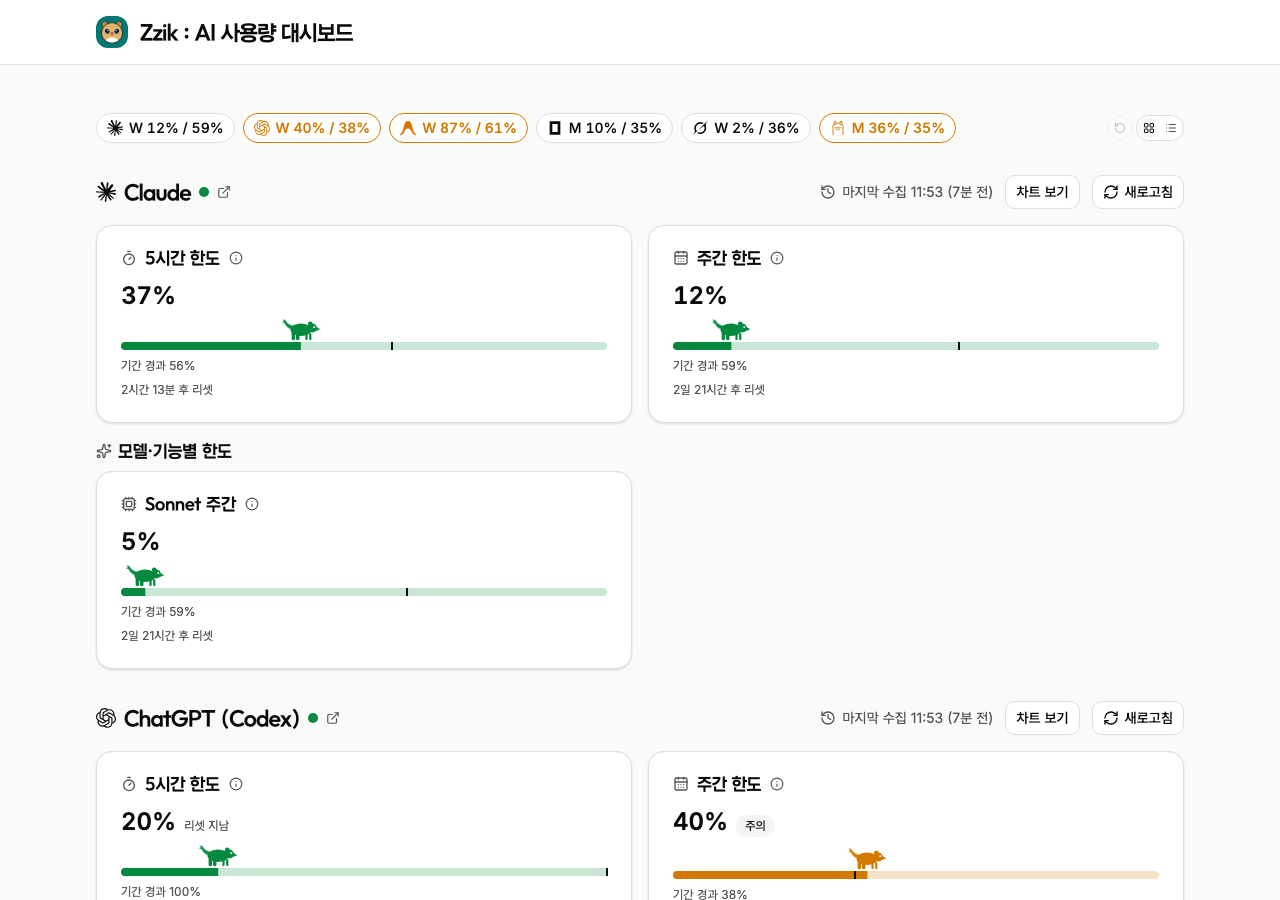 Zzik : AI 사용량 대시보드
W 12% / 59%
W 40% / 38%
W 87% / 61%
M 10% / 35%
W 2% / 36%
M 36% / 35%
Claude
마지막 수집 11:53 (7분 전)
차트 보기
새로고침
5시간 한도
37%
기간 경과 56%
2시간 13분 후 리셋
주간 한도
12%
기간 경과 59%
2일 21시간 후 리셋
모델·기능별 한도
Sonnet 주간
5%
기간 경과 59%
2일 21시간 후 리셋
ChatGPT (Codex)
마지막 수집 11:53 (7분 전)
차트 보기
새로고침
5시간 한도
20% 리셋 지남
기간 경과 100%
주간 한도
40% 주의
기간 경과 38%